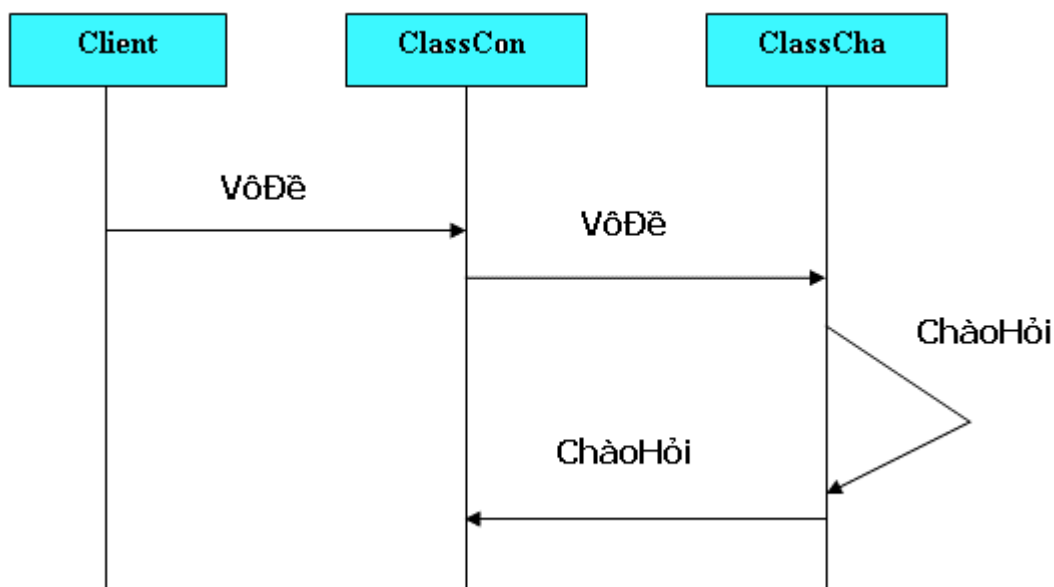 Client
ClassCon
ClassCha
VôĐề
VôĐề
ChàoHỏi
ChàoHỏi